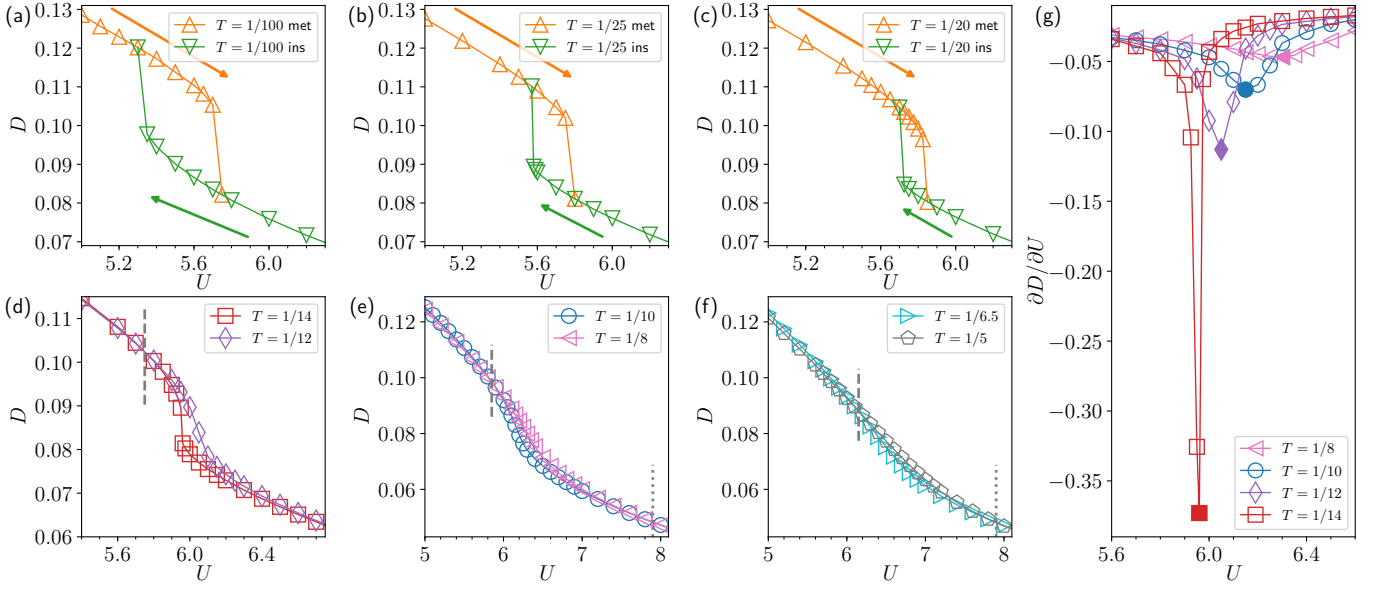 (a)
T = 1/100 met
T = 1/100 ins
0.13
0.12
0.11
0.10
0.09
0.08
0.07
D
5.2
5.6
6.0
U
(b)
T = 1/25 met
T = 1/25 ins
0.13
0.12
0.11
0.10
0.09
0.08
0.07
D
5.2
5.6
6.0
U
(c)
T = 1/20 met
T = 1/20 ins
0.13
0.12
0.11
0.10
0.09
0.08
0.07
D
5.2
5.6
6.0
U
(d)
T = 1/14
T = 1/12
0.11
0.10
0.09
0.08
0.07
0.06
D
5.6
6.0
6.4
U
(e)
T = 1/10
T = 1/8
0.12
0.10
0.08
0.06
D
5
6
7
8
U
(f)
T = 1/6.5
T = 1/5
0.12
0.10
0.08
0.06
D
5
6
7
8
U
(g)
−0.05
−0.10
−0.15
−0.20
−0.25
−0.30
−0.35
∂D/∂U
T = 1/8
T = 1/10
T = 1/12
T = 1/14
5.6
6.0
6.4
U